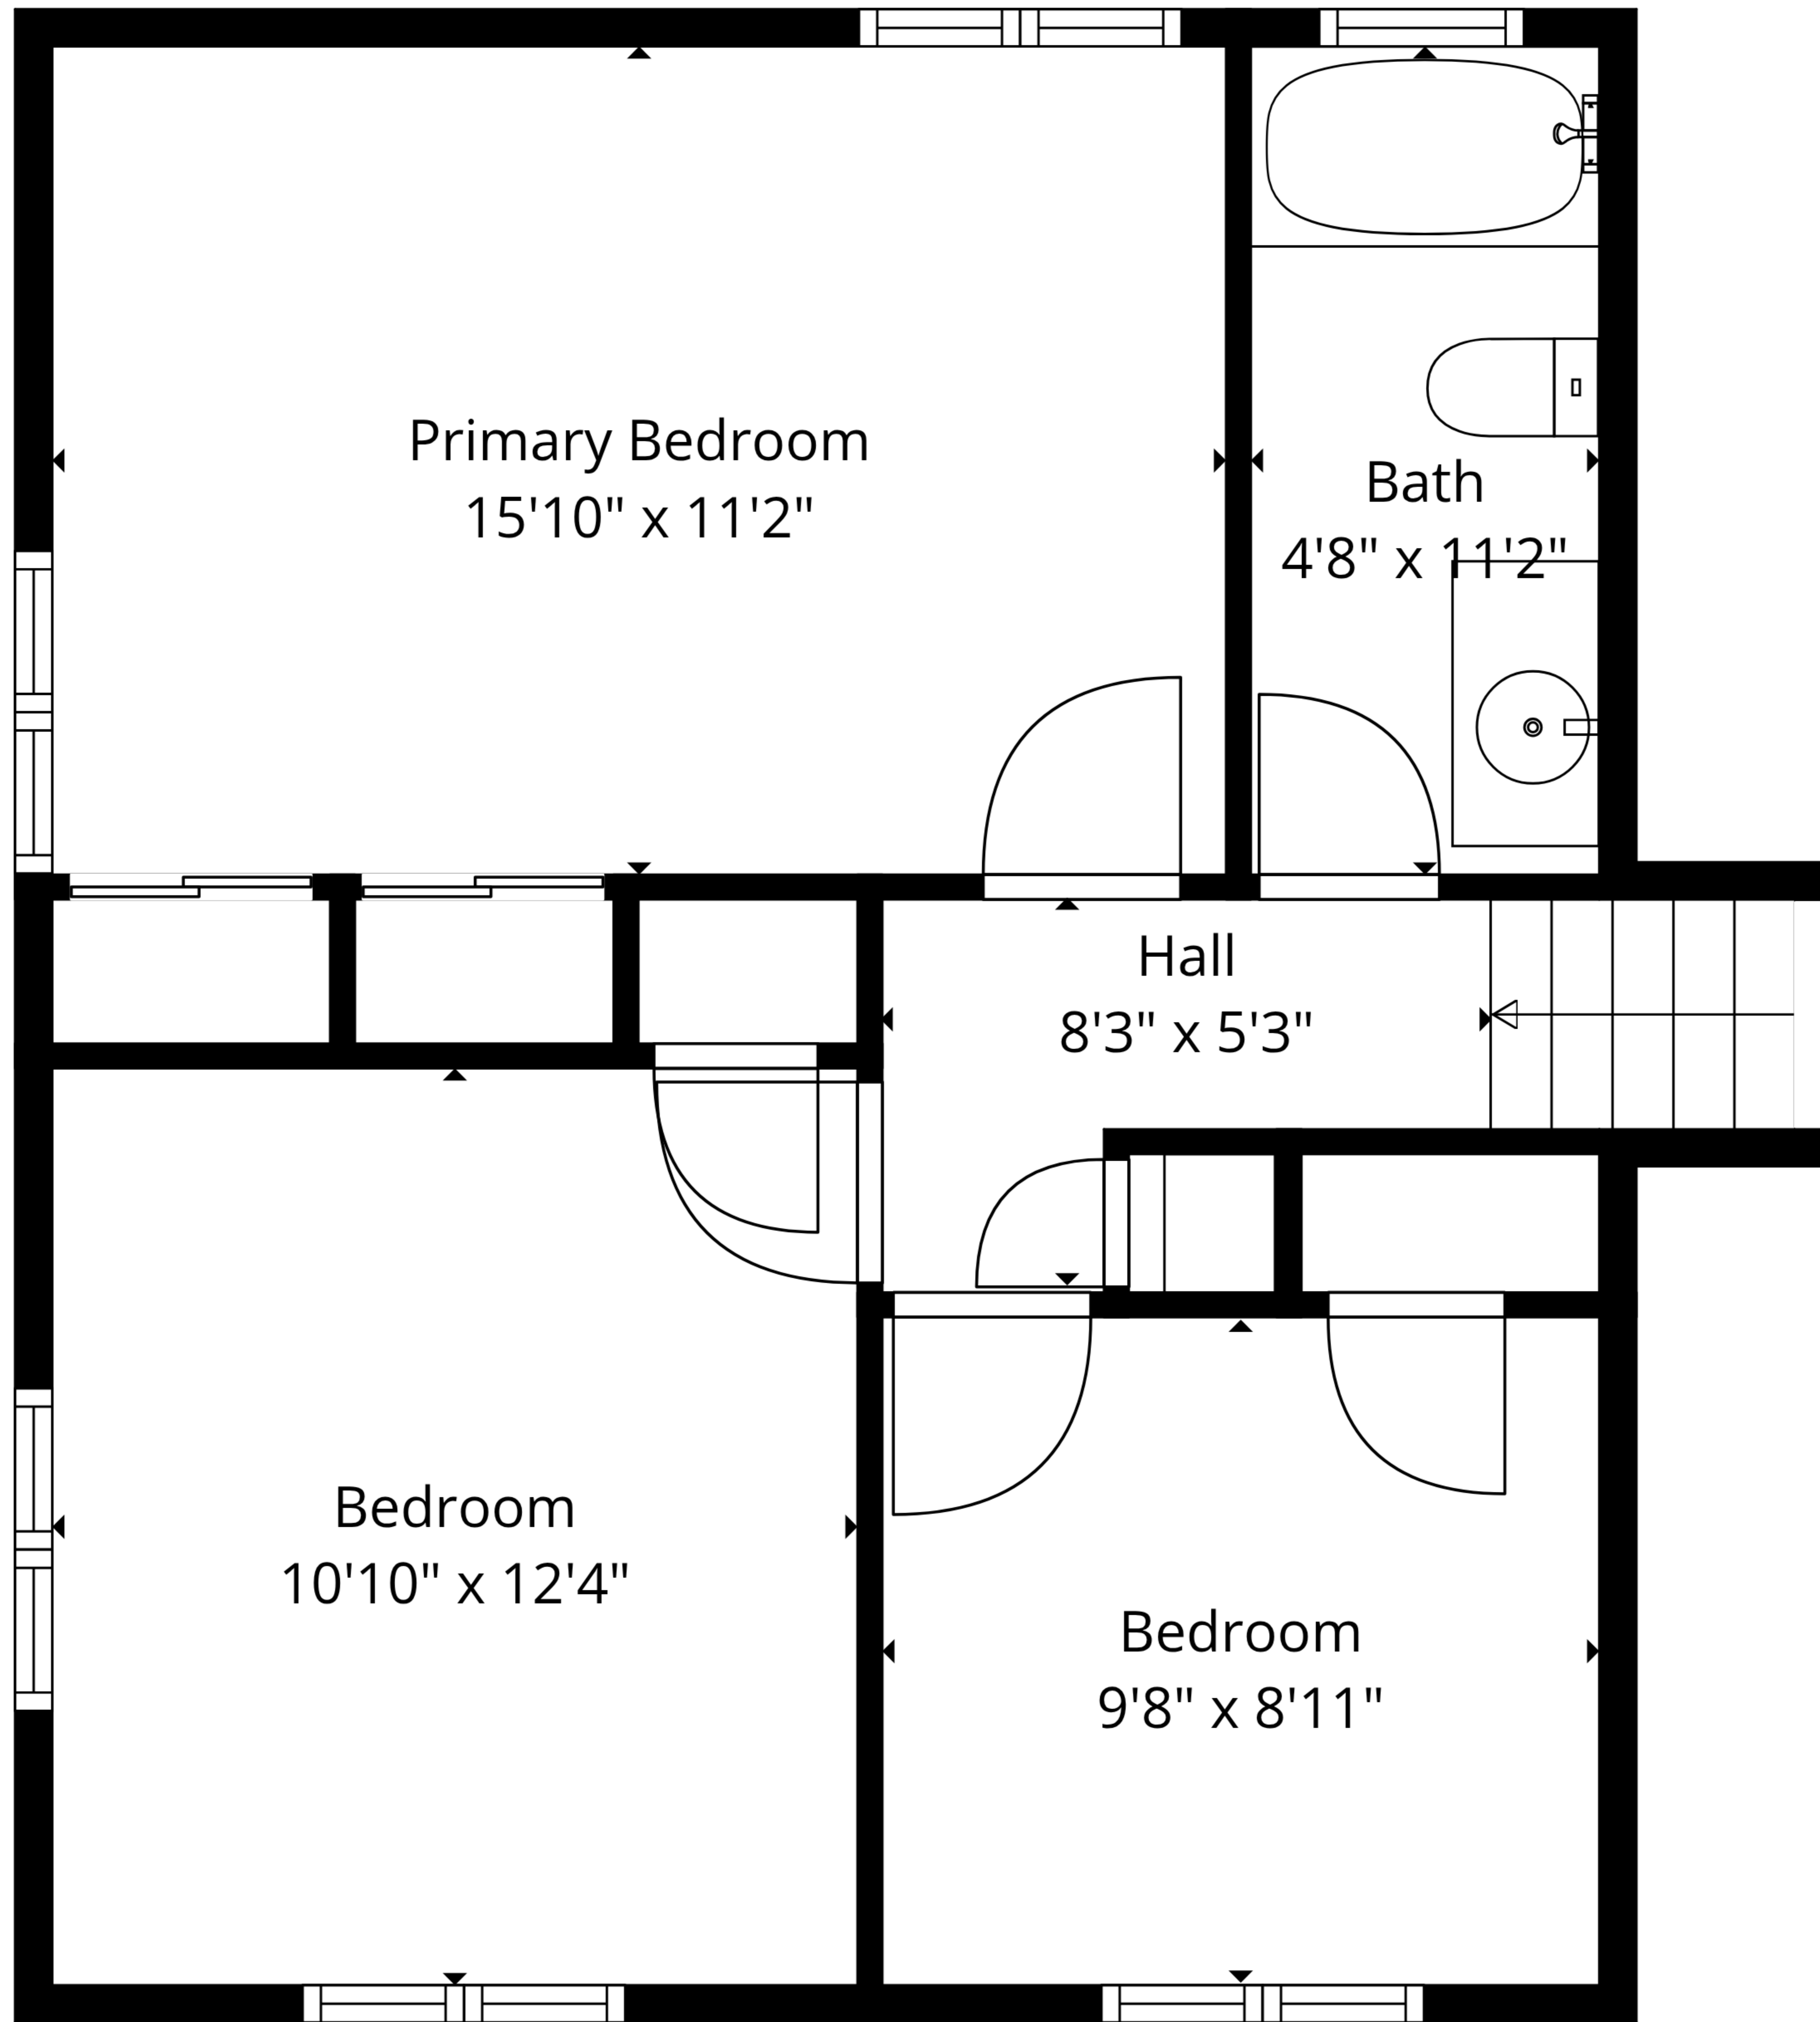 Primary Bedroom
15'10" x 11'2"
Bath
4'8" x 11'2"
Hall
8'3" x 5'3"
Bedroom
10'10" x 12'4"
Bedroom
9'8" x 8'11"